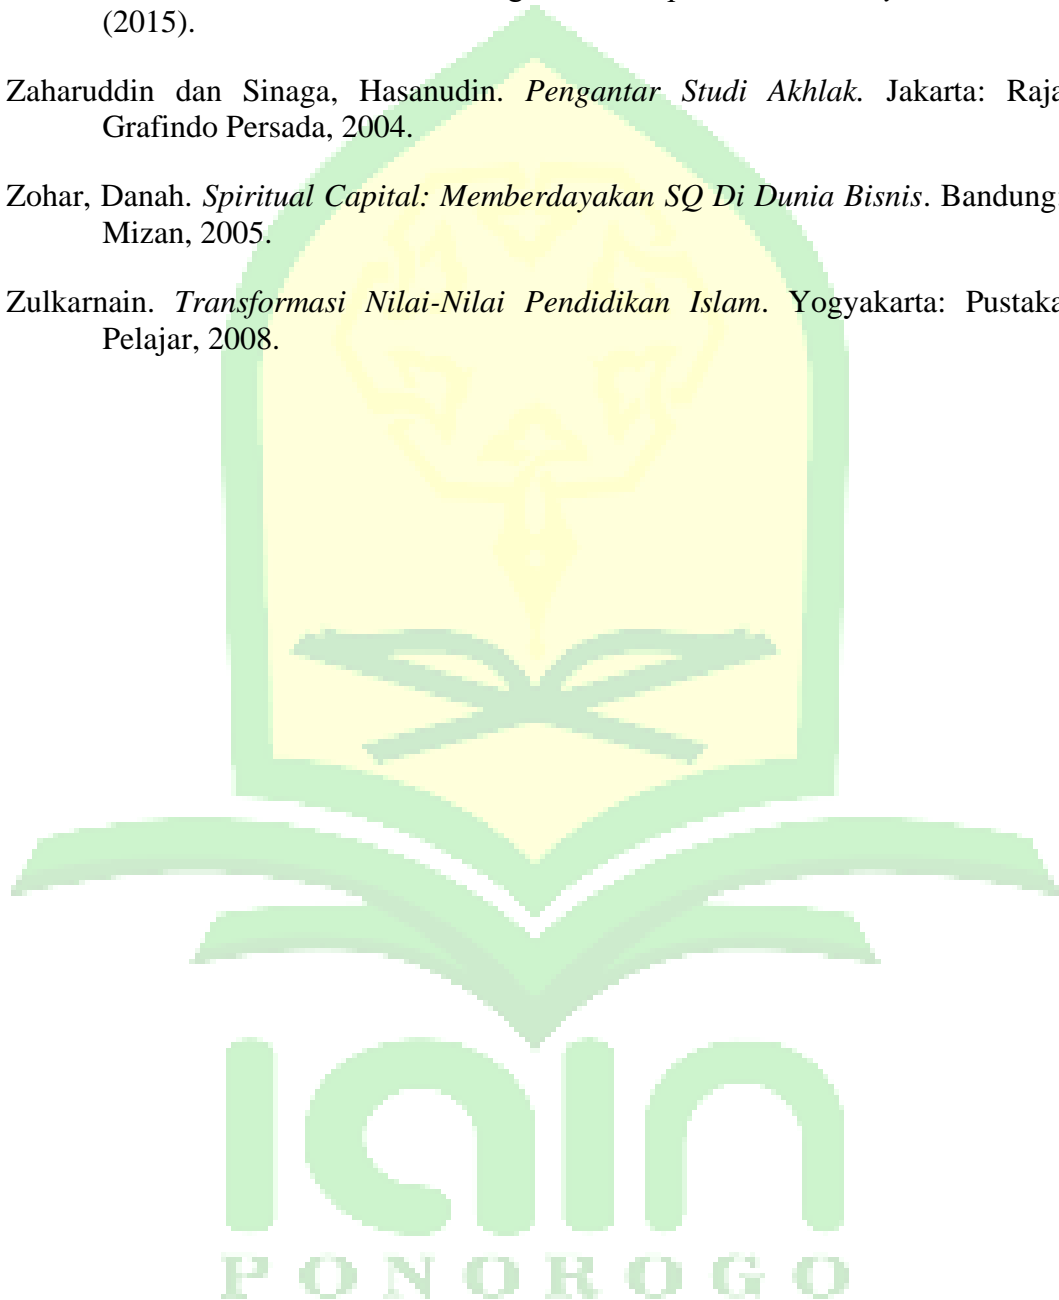 (2015).
Zaharuddin dan Sinaga, Hasanudin. Pengantar Studi Akhlak. Jakarta: Raja
Grafindo Persada, 2004.
Zohar, Danah. Spiritual Capital: Memberdayakan SQ Di Dunia Bisnis. Bandung:
Mizan, 2005.
Zulkarnain. Transformasi Nilai-Nilai Pendidikan Islam. Yogyakarta: Pustaka
Pelajar, 2008.
iain
PONOROGO